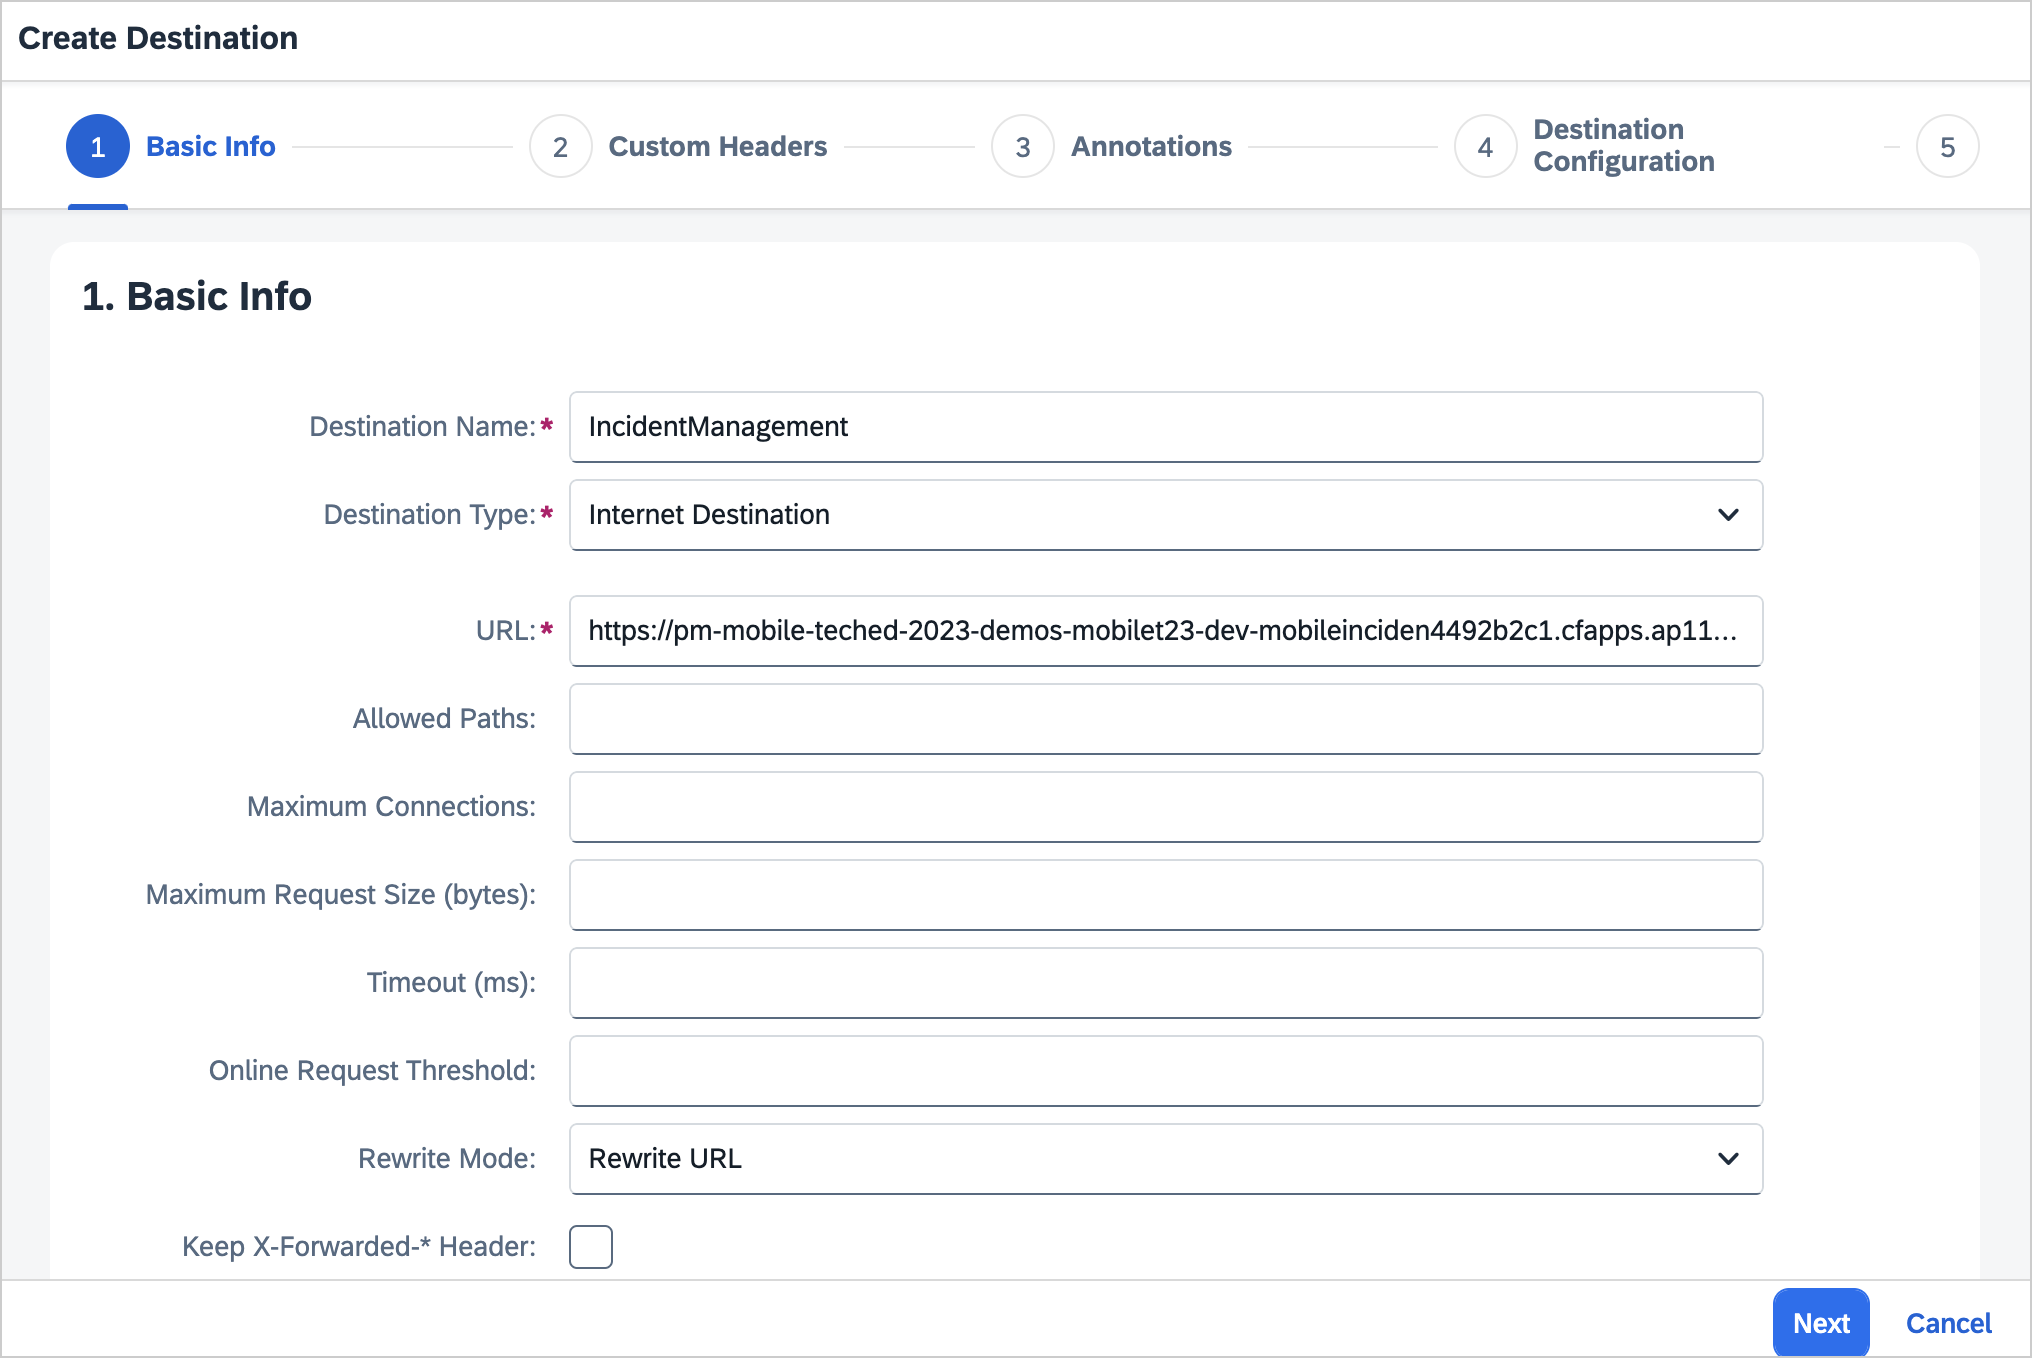 Create Destination
1 Basic Info 2 Custom Headers 3 Annotations 4 Destination Configuration 5
1. Basic Info
Destination Name:* IncidentManagement
Destination Type:* Internet Destination
URL:* https://pm-mobile-teched-2023-demos-mobilet23-dev-mobileinciden4492b2c1.cfapps.ap11...
Allowed Paths:
Maximum Connections:
Maximum Request Size (bytes):
Timeout (ms):
Online Request Threshold:
Rewrite Mode: Rewrite URL
Keep X-Forwarded-* Header:
Next Cancel